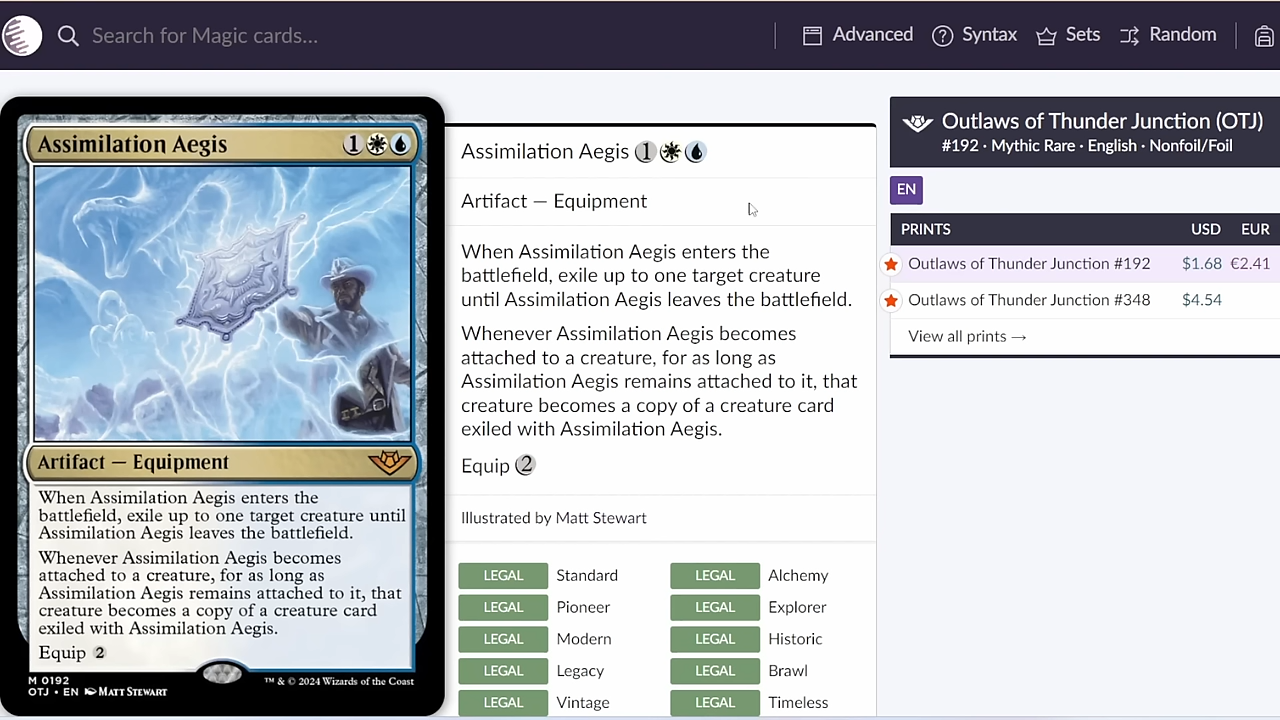 Search for Magic cards...
Advanced
Syntax
Sets
Random
Assimilation Aegis 1
Artifact — Equipment
When Assimilation Aegis enters the
battlefield, exile up to one target creature until
Assimilation Aegis leaves the battlefield.
Whenever Assimilation Aegis becomes
attached to a creature, for as long as
Assimilation Aegis remains attached to it, that
creature becomes a copy of a creature card
exiled with Assimilation Aegis.
Equip 2
M 0192
OTJ • EN Matt Stewart
™ & © 2024 Wizards of the Coast
Assimilation Aegis 1
Artifact — Equipment
When Assimilation Aegis enters the
battlefield, exile up to one target creature
until Assimilation Aegis leaves the battlefield.
Whenever Assimilation Aegis becomes
attached to a creature, for as long as
Assimilation Aegis remains attached to it, that
creature becomes a copy of a creature card
exiled with Assimilation Aegis.
Equip 2
Illustrated by Matt Stewart
LEGAL Standard LEGAL Alchemy
LEGAL Pioneer LEGAL Explorer
LEGAL Modern LEGAL Historic
LEGAL Legacy LEGAL Brawl
LEGAL Vintage LEGAL Timeless
Outlaws of Thunder Junction (OTJ)
#192 · Mythic Rare · English · Nonfoil/Foil
EN
PRINTS USD EUR
Outlaws of Thunder Junction #192 $1.68 €2.41
Outlaws of Thunder Junction #348 $4.54
View all prints →